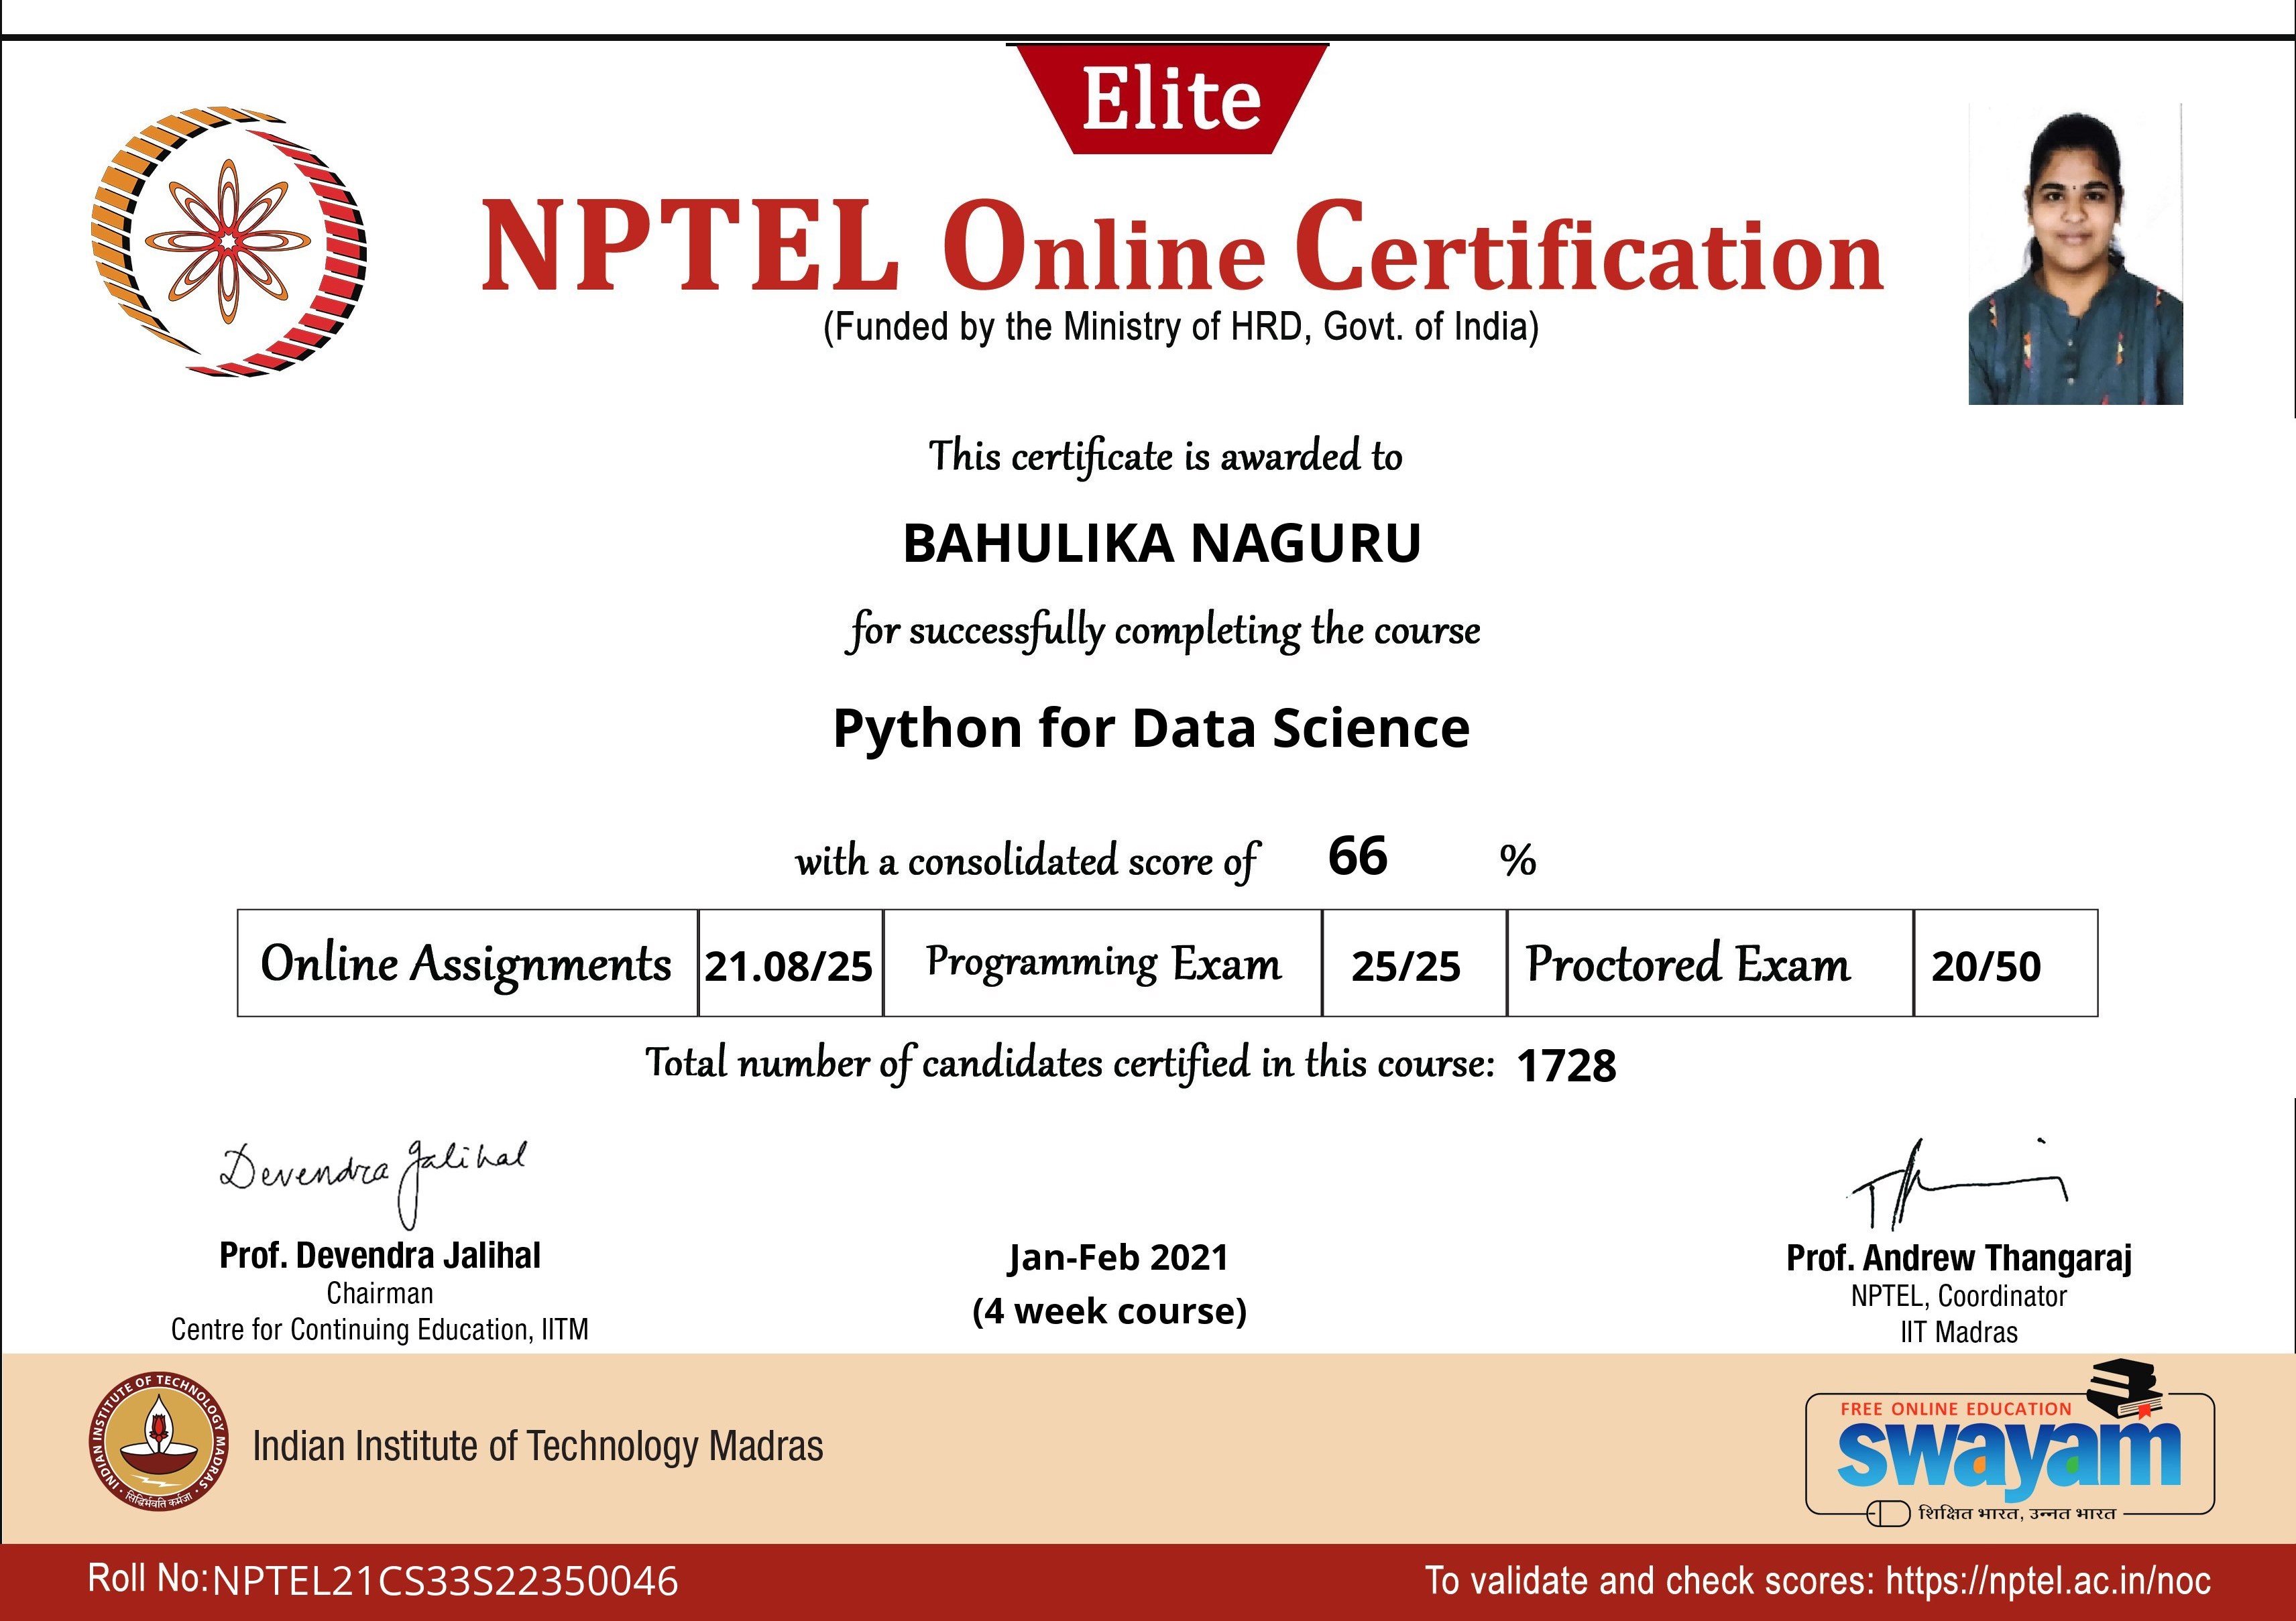 Elite
NPTEL Online Certification
(Funded by the Ministry of HRD, Govt. of India)
This certificate is awarded to
BAHULIKA NAGURU
for successfully completing the course
Python for Data Science
with a consolidated score of 66 %
Online Assignments 21.08/25 Programming Exam 25/25 Proctored Exam 20/50
Total number of candidates certified in this course: 1728
Devendra Jalihal
Prof. Devendra Jalihal
Chairman
Centre for Continuing Education, IITM
Jan-Feb 2021
(4 week course)
Prof. Andrew Thangaraj
NPTEL, Coordinator
IIT Madras
INDIAN INSTITUTE OF TECHNOLOGY MADRAS
सिद्धिर्भवति कर्मजा
Indian Institute of Technology Madras
FREE ONLINE EDUCATION
swayam
शिक्षित भारत, उन्नत भारत
Roll No: NPTEL21CS33S22350046
To validate and check scores: https://nptel.ac.in/noc